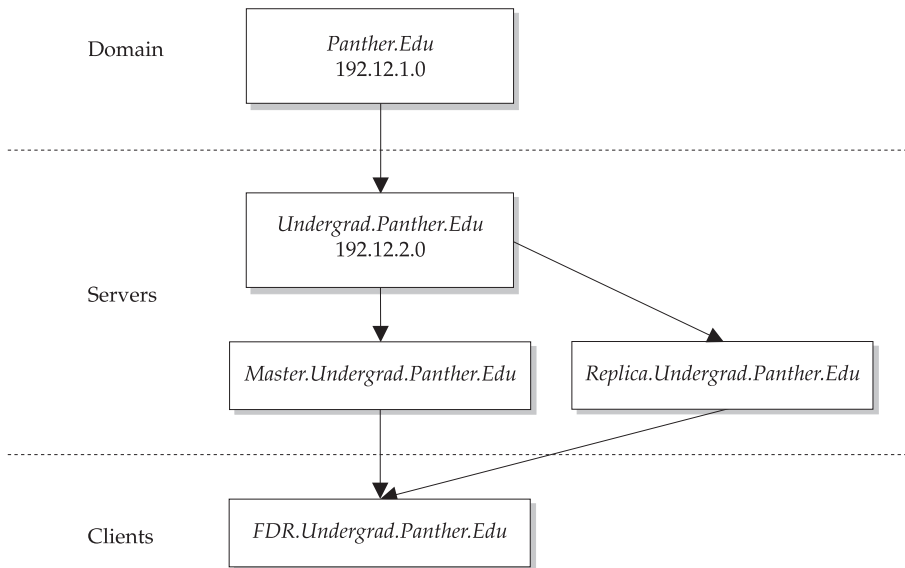 Domain
Panther.Edu
192.12.1.0
Undergrad.Panther.Edu
192.12.2.0
Servers
Master.Undergrad.Panther.Edu
Replica.Undergrad.Panther.Edu
Clients
FDR.Undergrad.Panther.Edu